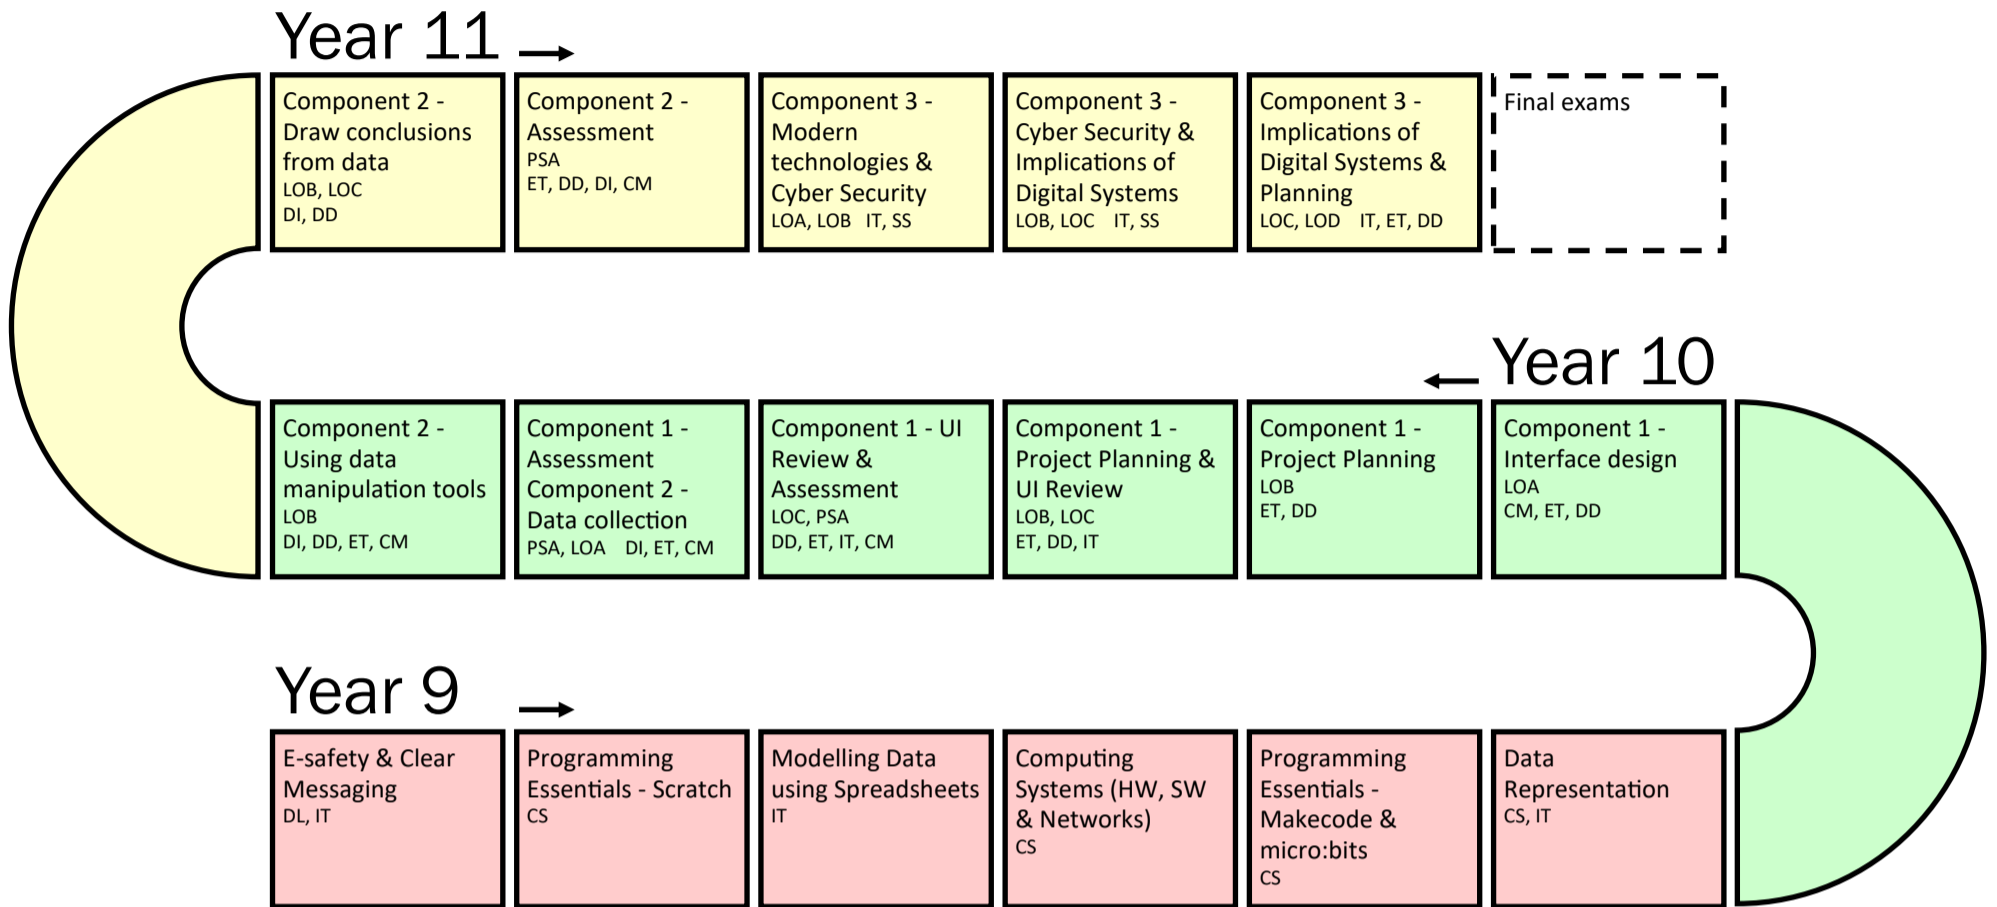 Year 11
Component 2 -
Draw conclusions
from data
LOB, LOC
DI, DD
Component 2 -
Assessment
PSA
ET, DD, DI, CM
Component 3 -
Modern
technologies &
Cyber Security
LOA, LOB IT, SS
Component 3 -
Cyber Security &
Implications of
Digital Systems
LOB, LOC IT, SS
Component 3 -
Implications of
Digital Systems &
Planning
LOC, LOD IT, ET, DD
Final exams
Year 10
Component 2 -
Using data
manipulation tools
LOB
DI, DD, ET, CM
Component 1 -
Assessment
Component 2 -
Data collection
PSA, LOA DI, ET, CM
Component 1 - UI
Review &
Assessment
LOC, PSA
DD, ET, IT, CM
Component 1 -
Project Planning &
UI Review
LOB, LOC
ET, DD, IT
Component 1 -
Project Planning
LOB
ET, DD
Component 1 -
Interface design
LOA
CM, ET, DD
Year 9
E-safety & Clear
Messaging
DL, IT
Programming
Essentials - Scratch
CS
Modelling Data
using Spreadsheets
IT
Computing
Systems (HW, SW
& Networks)
CS
Programming
Essentials -
Makecode &
micro:bits
CS
Data
Representation
CS, IT